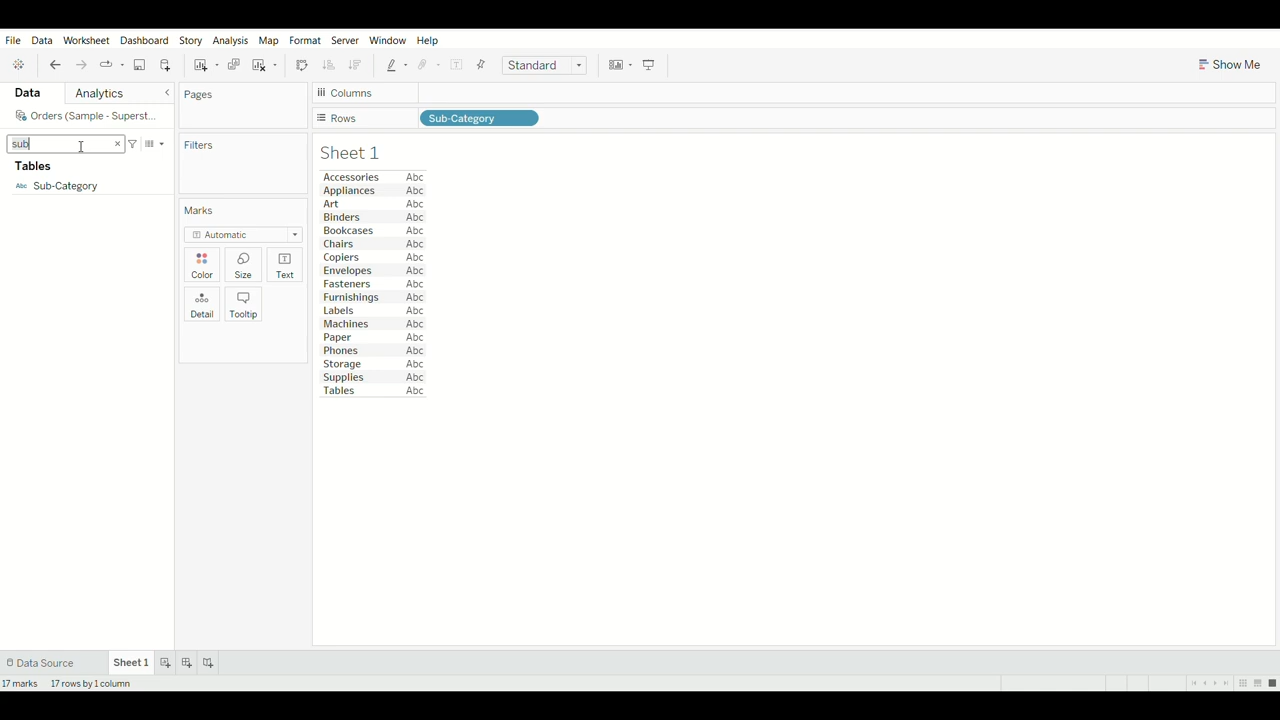 File Data Worksheet Dashboard Story Analysis Map Format Server Window Help
Standard
Show Me
Data Analytics
Orders (Sample - Superst...
sub
Tables
Abc Sub-Category
Pages
Filters
Marks
Automatic
Color Size Text
Detail Tooltip
Columns
Rows Sub-Category
Sheet 1
Accessories Abc
Appliances Abc
Art Abc
Binders Abc
Bookcases Abc
Chairs Abc
Copiers Abc
Envelopes Abc
Fasteners Abc
Furnishings Abc
Labels Abc
Machines Abc
Paper Abc
Phones Abc
Storage Abc
Supplies Abc
Tables Abc
Data Source Sheet 1
17 marks 17 rows by 1 column